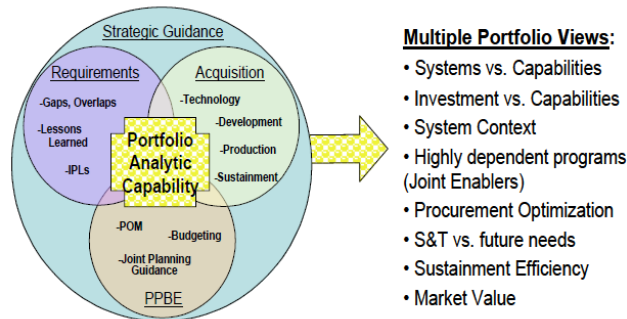 Strategic Guidance
Requirements
-Gaps, Overlaps
-Lessons
Learned
-IPLs
Acquisition
-Technology
-Development
-Production
-Sustainment
Portfolio
Analytic
Capability
-POM
-Budgeting
-Joint Planning
Guidance
PPBE
Multiple Portfolio Views:
• Systems vs. Capabilities
• Investment vs. Capabilities
• System Context
• Highly dependent programs
(Joint Enablers)
• Procurement Optimization
• S&T vs. future needs
• Sustainment Efficiency
• Market Value